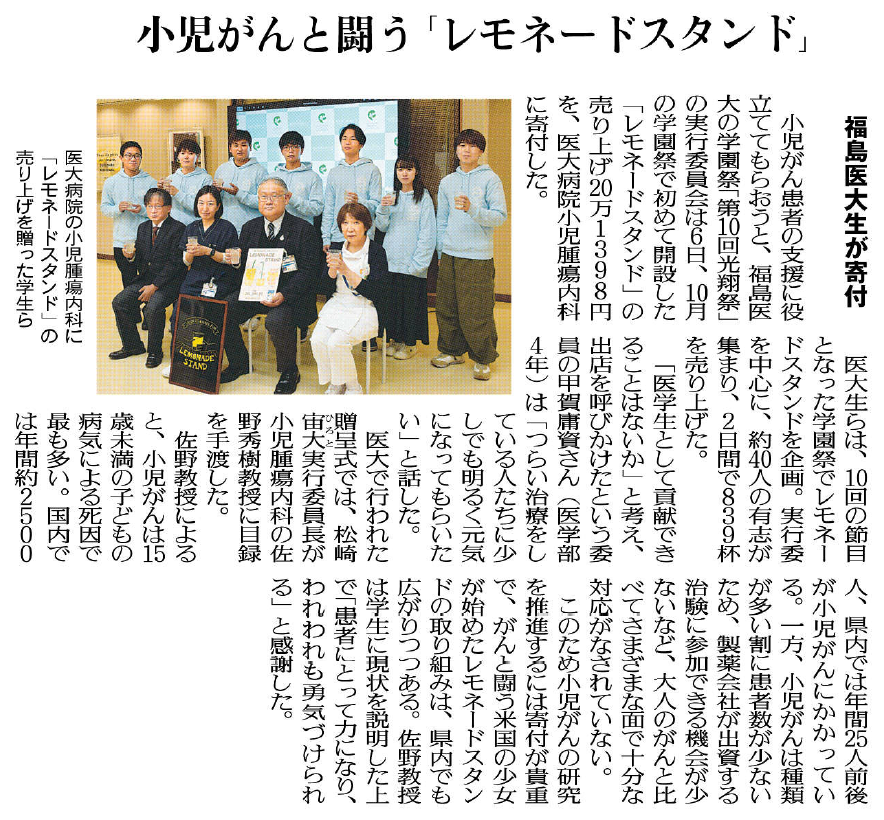 小児がんと闘う「レモネードスタンド」
福島医大生が寄付
小児がん患者の支援に役
立ててもらおうと、福島医
大の学園祭「第10回光翔祭」
の実行委員会は6日、10月
の学園祭で初めて開設した
「レモネードスタンド」の
売り上げ20万1398円
を、医大病院小児腫瘍内科
に寄付した。
医大生らは、10回の節目
となった学園祭でレモネー
ドスタンドを企画。実行委
を中心に、約40人の有志が
集まり、2日間で839杯
を売り上げた。
「医学生として貢献でき
ることはないか」と考え、
出店を呼びかけたという委
員の甲賀庸資さん（医学部
4年）は「つらい治療をし
ている人たちに少
しでも明るく元気
になってもらいた
い」と話した。
医大で行われた
贈呈式では、松崎
宙大実行委員長が
ひろと
小児腫瘍内科の佐
野秀樹教授に目録
を手渡した。
佐野教授による
と、小児がんは15
歳未満の子どもの
病気による死因で
最も多い。国内で
は年間約2500
人、県内では年間25人前後
が小児がんにかかってい
る。一方、小児がんは種類
が多い割に患者数が少ない
ため、製薬会社が出資する
治験に参加できる機会が少
ないなど、大人のがんと比
べてさまざまな面で十分な
対応がなされていない。
このため小児がんの研究
を推進するには寄付が貴重
で、がんと闘う米国の少女
が始めたレモネードスタン
ドの取り組みは、県内でも
広がりつつある。佐野教授
は学生に現状を説明した上
で「患者にとって力になり、
われわれも勇気づけられ
る」と感謝した。
医大病院の小児腫瘍内科に
「レモネードスタンド」の
売り上げを贈った学生ら
LEMONADE
STAND
LEMONADE
STAND